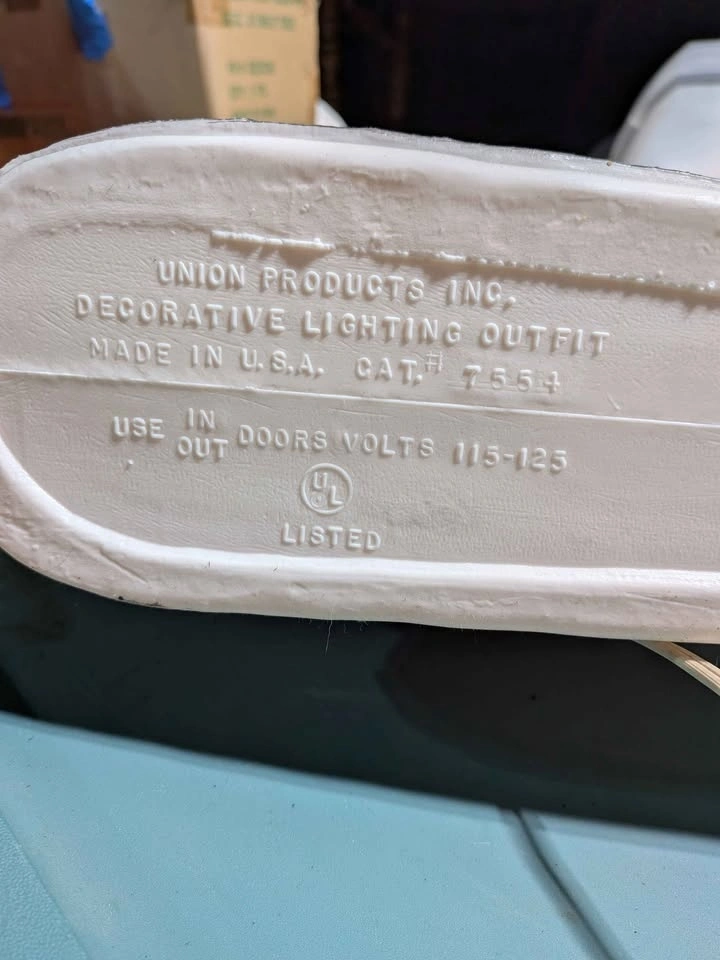 UNION PRODUCTS INC.
DECORATIVE LIGHTING OUTFIT
MADE IN U.S.A. CAT.# 7554
USE IN OUT DOORS VOLTS 115-125
UL
LISTED